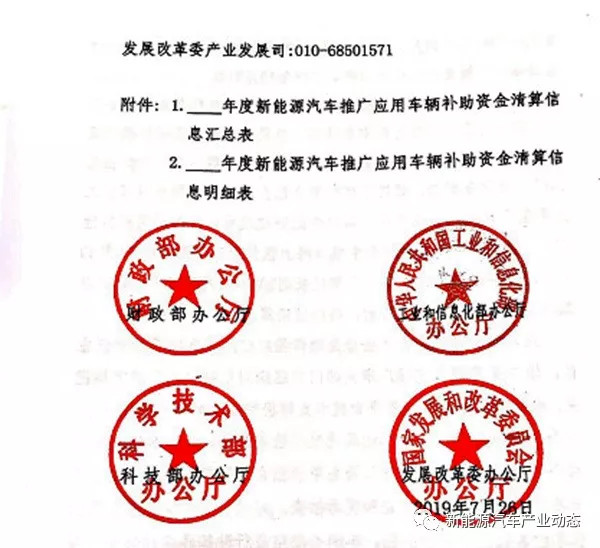 发展改革委产业发展司:010-68501571
附件: 1.____年度新能源汽车推广应用车辆补助资金清算信
息汇总表
2.____年度新能源汽车推广应用车辆补助资金清算信
息明细表
财政部办公厅
财政部办公厅
中华人民共和国工业和信息化部
工业和信息化部办公厅
办公厅
科学技术部
科技部办公厅
办公厅
国家发展和改革委员会
发展改革委办公厅
办公厅
2019年7月26日
新能源汽车产业动态